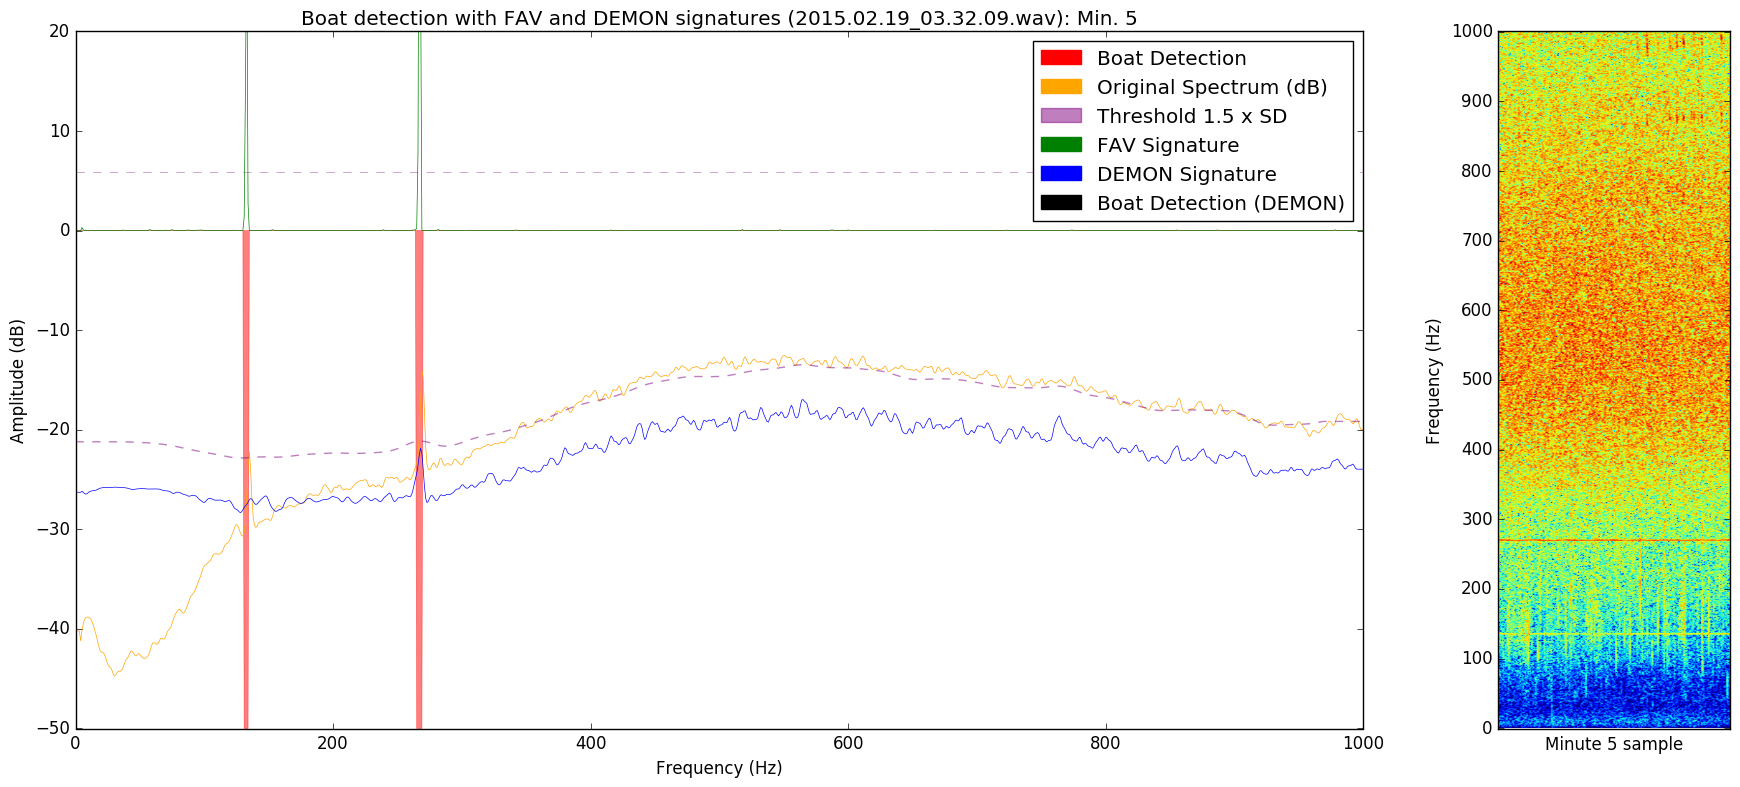 Boat detection with FAV and DEMON signatures (2015.02.19_03.32.09.wav): Min. 5
Boat Detection
Original Spectrum (dB)
Threshold 1.5 x SD
FAV Signature
DEMON Signature
Boat Detection (DEMON)
Amplitude (dB)
20
10
0
−10
−20
−30
−40
−50
0
200
400
600
800
1000
Frequency (Hz)
Frequency (Hz)
1000
900
800
700
600
500
400
300
200
100
0
Minute 5 sample